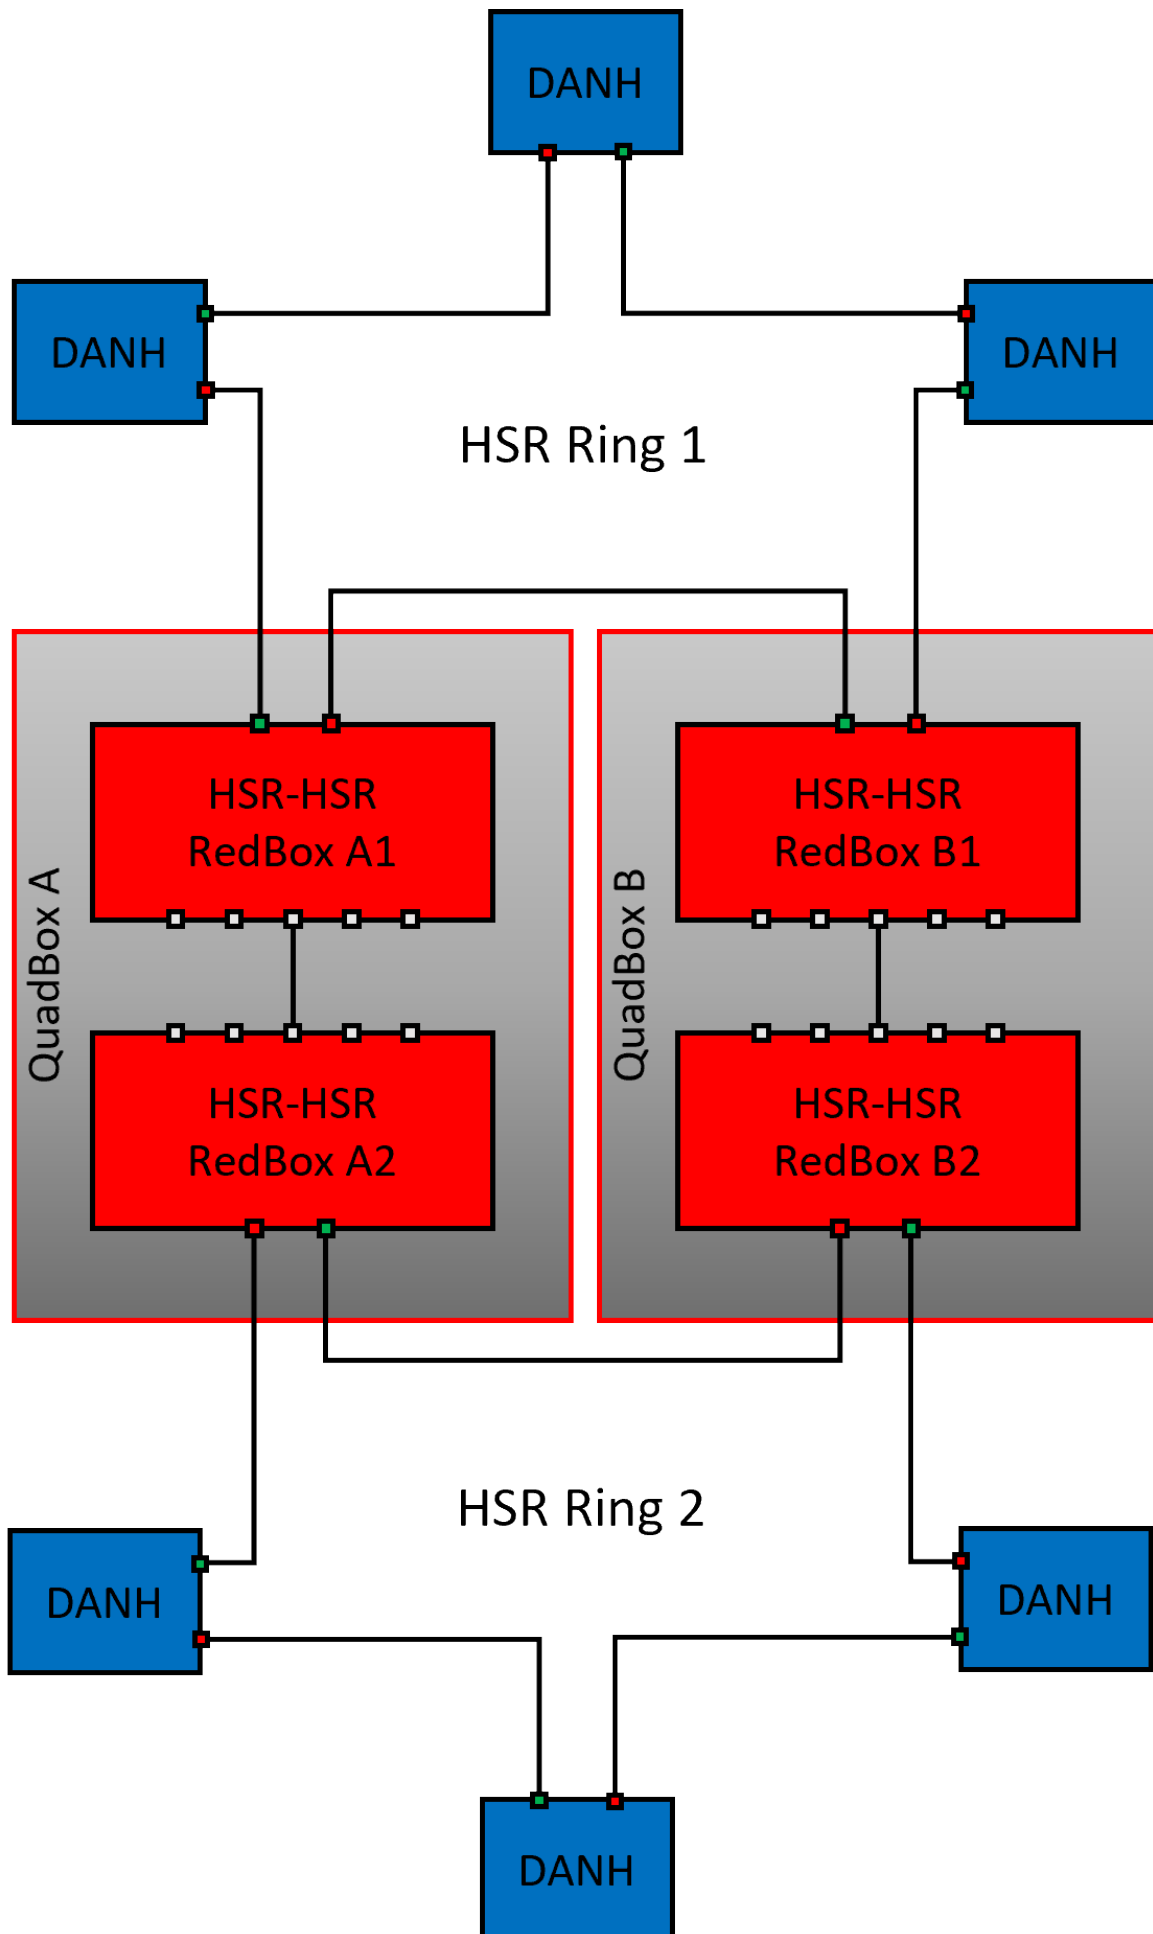 DANH
DANH
DANH
HSR Ring 1
QuadBox A
HSR-HSR
RedBox A1
HSR-HSR
RedBox A2
QuadBox B
HSR-HSR
RedBox B1
HSR-HSR
RedBox B2
HSR Ring 2
DANH
DANH
DANH